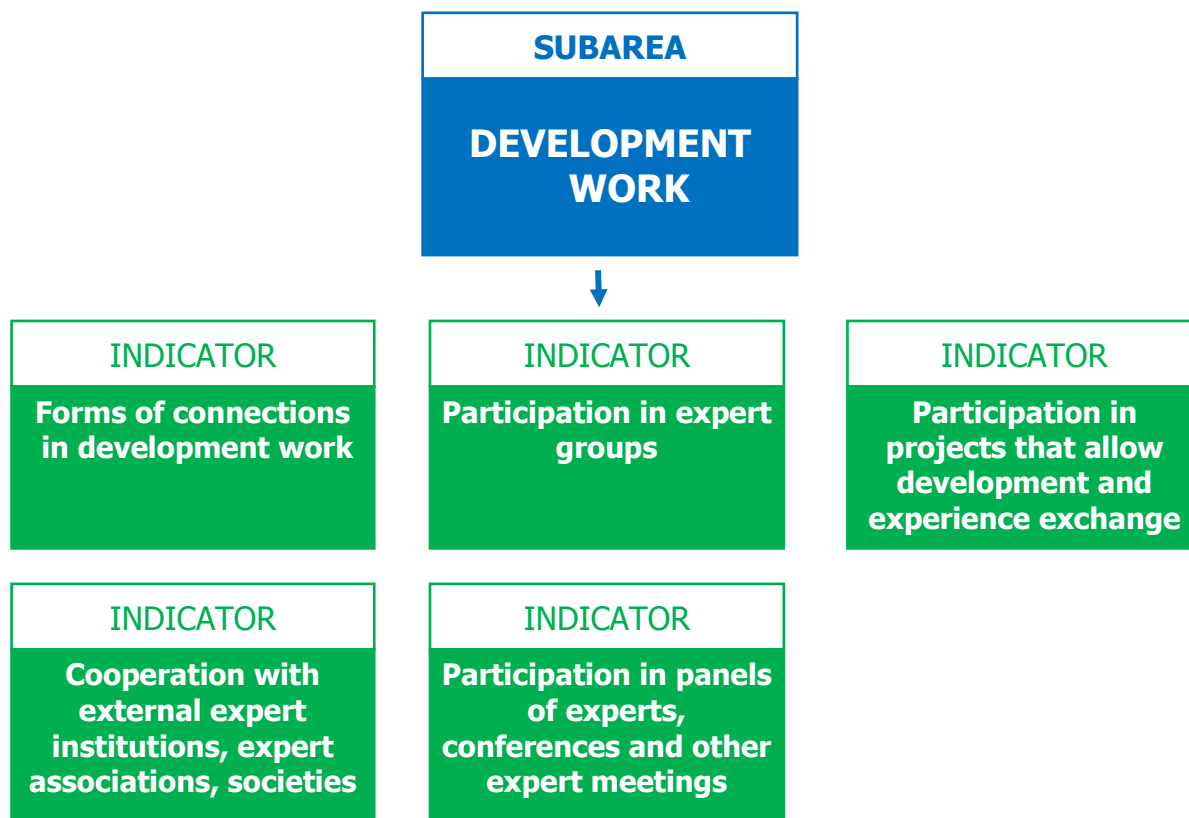 SUBAREA
DEVELOPMENT
WORK
INDICATOR
Forms of connections
in development work
INDICATOR
Participation in expert
groups
INDICATOR
Participation in
projects that allow
development and
experience exchange
INDICATOR
Cooperation with
external expert
institutions, expert
associations, societies
INDICATOR
Participation in panels
of experts,
conferences and other
expert meetings